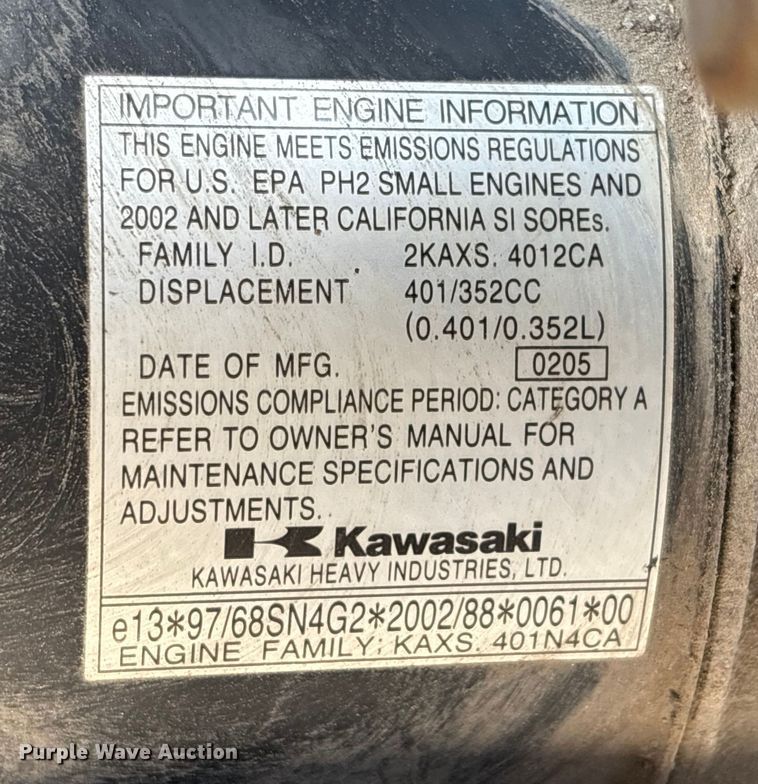 IMPORTANT ENGINE INFORMATION
THIS ENGINE MEETS EMISSIONS REGULATIONS
FOR U.S. EPA PH2 SMALL ENGINES AND
2002 AND LATER CALIFORNIA SI SOREs.
FAMILY I.D. 2KAXS. 4012CA
DISPLACEMENT 401/352CC
(0.401/0.352L)
DATE OF MFG. 0205
EMISSIONS COMPLIANCE PERIOD: CATEGORY A
REFER TO OWNER'S MANUAL FOR
MAINTENANCE SPECIFICATIONS AND
ADJUSTMENTS.
Kawasaki
KAWASAKI HEAVY INDUSTRIES, LTD.
e13*97/68SN4G2*2002/88*0061*00
ENGINE FAMILY: KAXS. 401N4CA
Purple Wave Auction